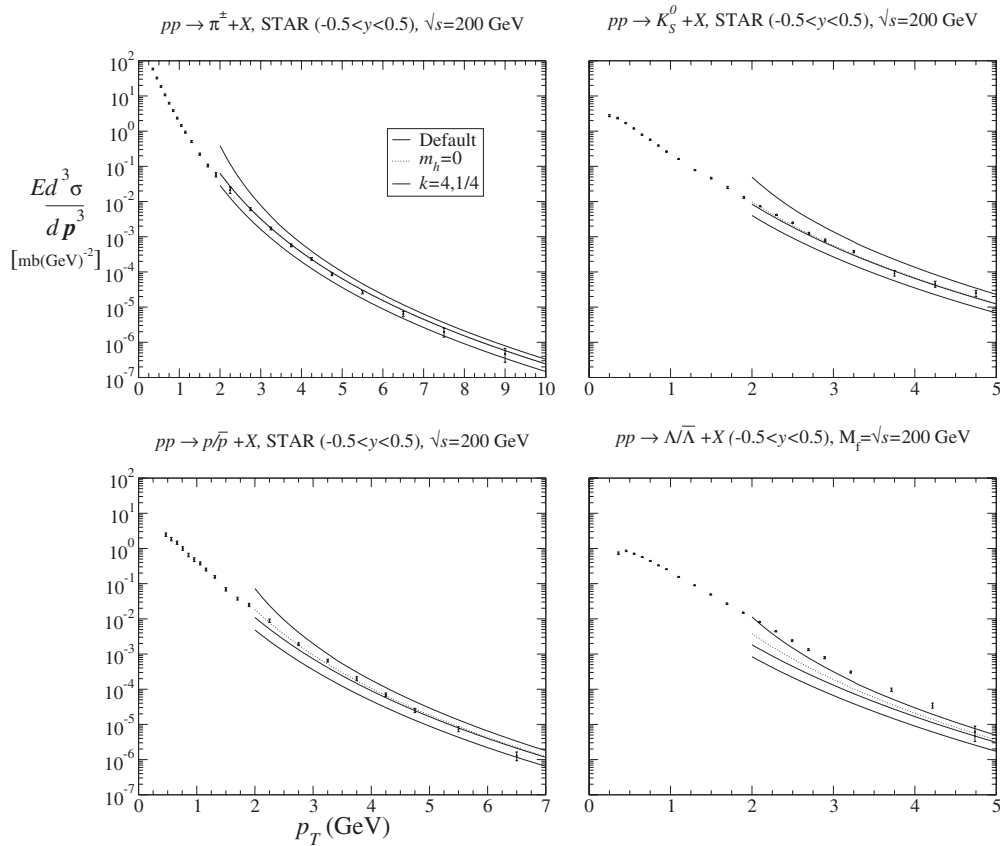 pp → π± +X, STAR (-0.5<y<0.5), √s=200 GeV
pp → K_S^0 +X, STAR (-0.5<y<0.5), √s=200 GeV
10^2
10^1
10^0
10^-1
10^-2
10^-3
10^-4
10^-5
10^-6
10^-7
Ed^3σ
dp^3
[mb(GeV)^-2]
Default
m_h=0
k=4,1/4
0 1 2 3 4 5 6 7 8 9 10
0 1 2 3 4 5
pp → p/p̅ +X, STAR (-0.5<y<0.5), √s=200 GeV
pp → Λ/Λ̅ +X (-0.5<y<0.5), M_f=√s=200 GeV
10^2
10^1
10^0
10^-1
10^-2
10^-3
10^-4
10^-5
10^-6
10^-7
0 1 2 3 4 5 6 7
0 1 2 3 4 5
p_T (GeV)